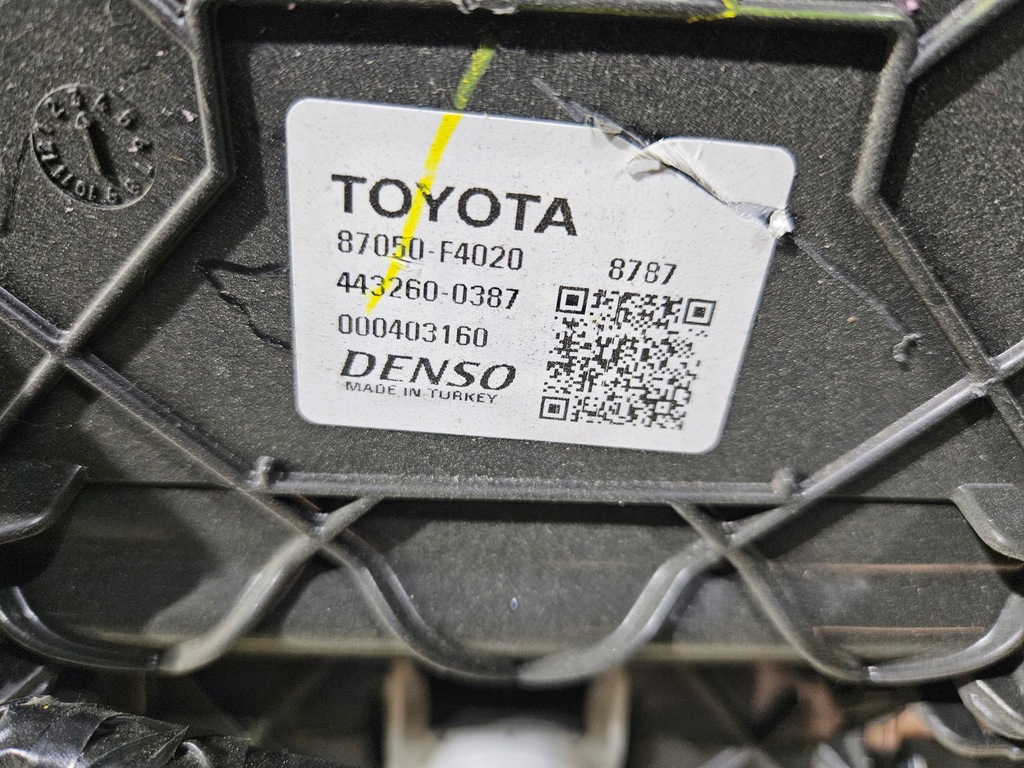 TOYOTA
87050-F4020
8787
443260-0387
000403160
DENSO
MADE IN TURKEY